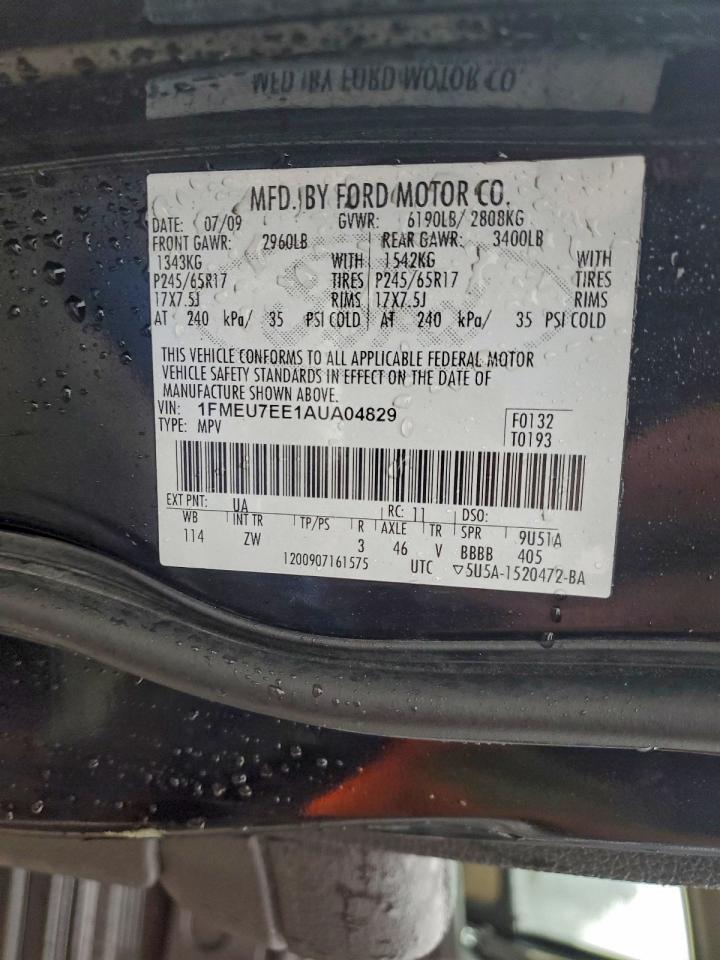 MFD. BY FORD MOTOR CO.
MFD. BY FORD MOTOR CO.
DATE: 07/09 GVWR: 6190LB/ 2808KG
FRONT GAWR: 2960LB REAR GAWR: 3400LB
1343KG WITH 1542KG WITH
P245/65R17 TIRES P245/65R17 TIRES
17X7.5J RIMS 17X7.5J RIMS
AT 240 kPa/ 35 PSI COLD AT 240 kPa/ 35 PSI COLD
THIS VEHICLE CONFORMS TO ALL APPLICABLE FEDERAL MOTOR
VEHICLE SAFETY STANDARDS IN EFFECT ON THE DATE OF
MANUFACTURE SHOWN ABOVE.
VIN: 1FMEU7EE1AUA04829
TYPE: MPV
F0132
T0193
EXT PNT: UA RC: 11 DSO:
WB INT TR TP/PS R AXLE TR SPR 9U51A
114 ZW 3 46 V BBBB 405
1200907161575 UTC ▽5U5A-1520472-BA